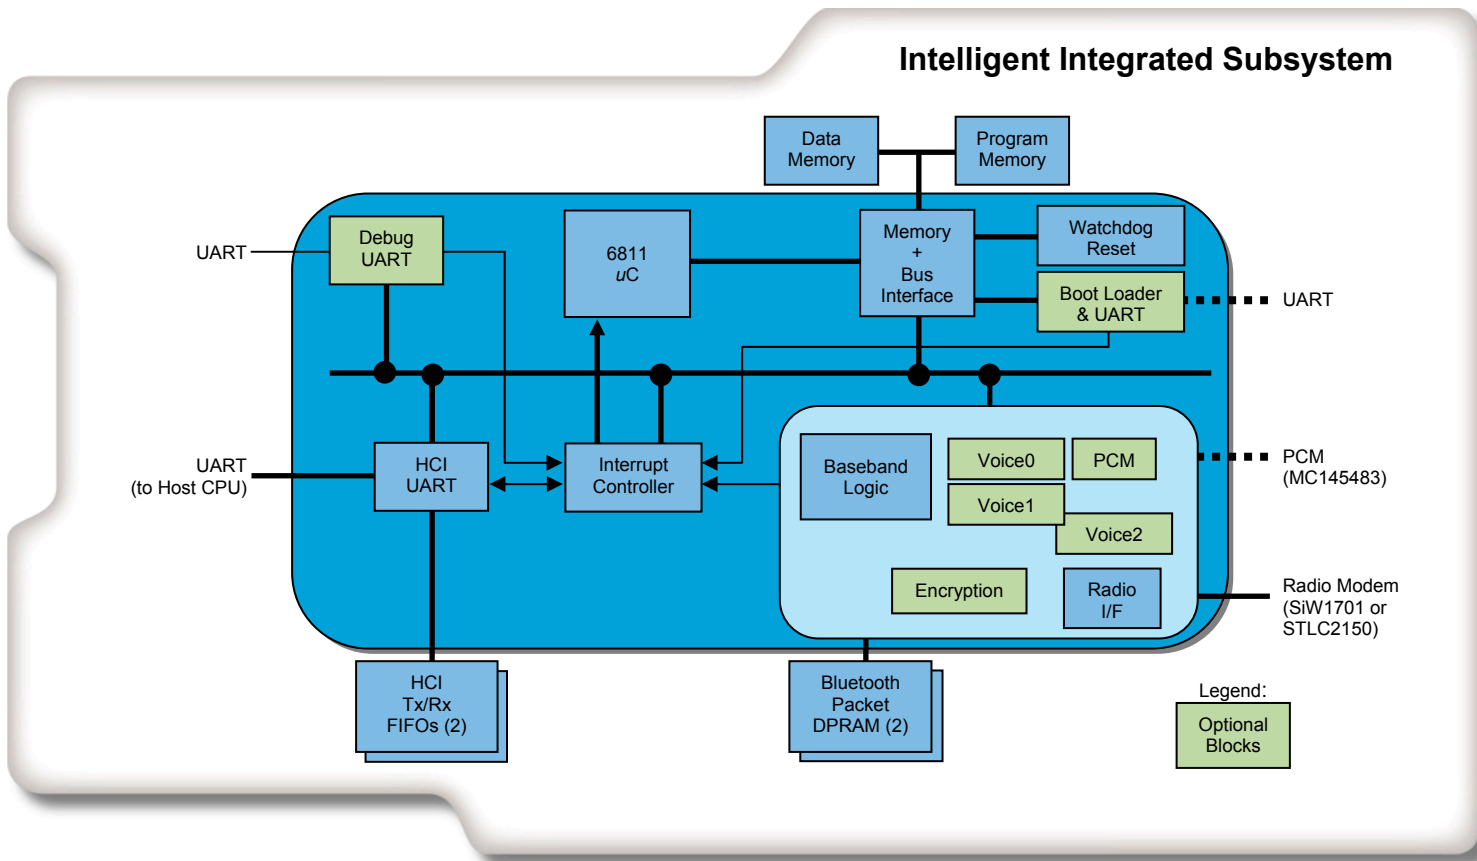 Intelligent Integrated Subsystem
Data
Memory
Program
Memory
UART
Debug
UART
6811
uC
Memory
+
Bus
Interface
Watchdog
Reset
Boot Loader
& UART
UART
UART
(to Host CPU)
HCI
UART
Interrupt
Controller
Baseband
Logic
Voice0
PCM
Voice1
Voice2
Encryption
Radio
I/F
PCM
(MC145483)
Radio Modem
(SiW1701 or
STLC2150)
HCI
Tx/Rx
FIFOs (2)
Bluetooth
Packet
DPRAM (2)
Legend:
Optional
Blocks